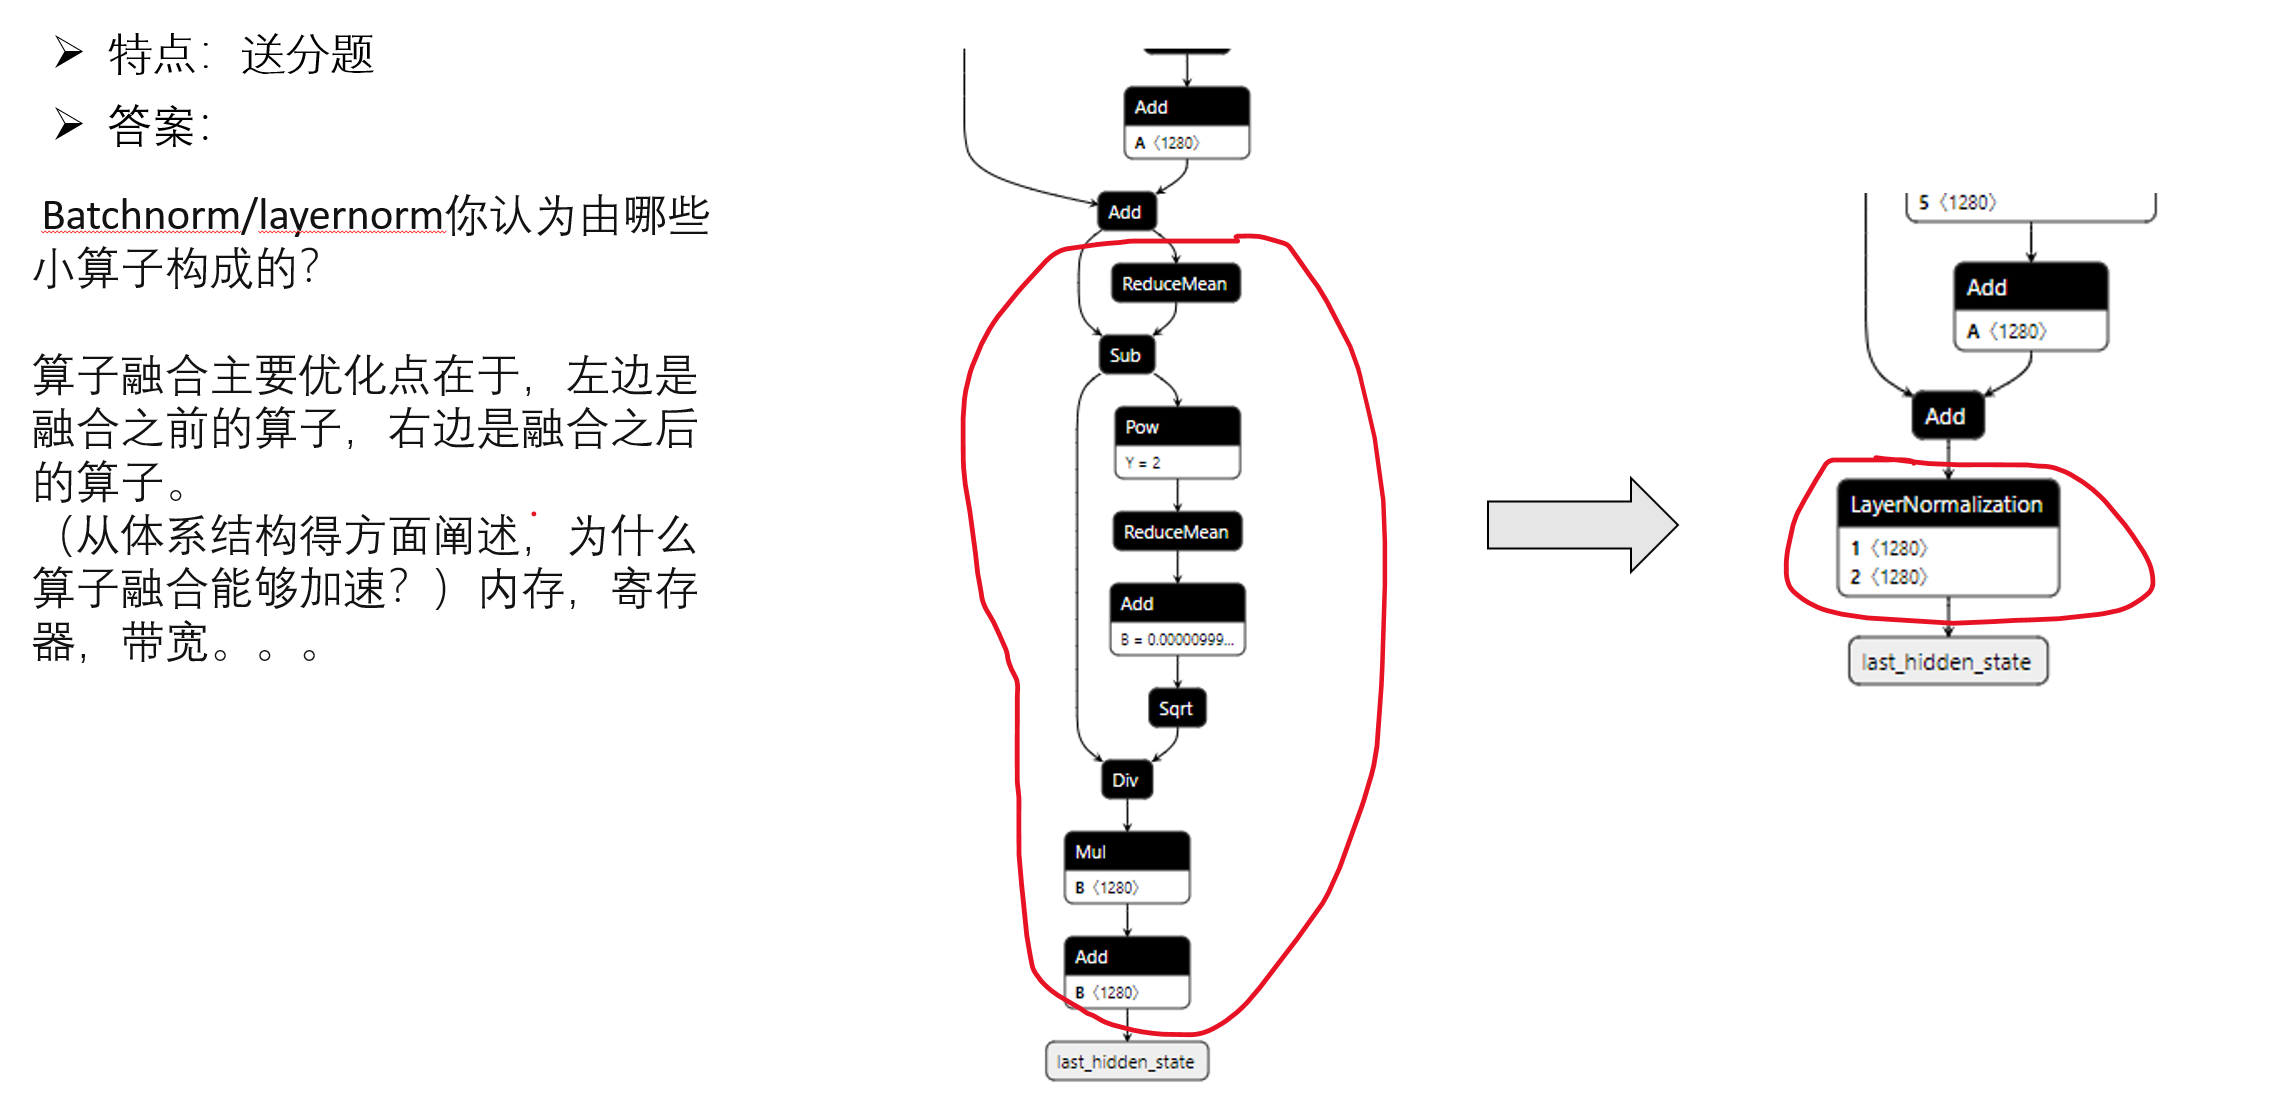 特点：送分题
答案：
Batchnorm/layernorm你认为由哪些
小算子构成的？
算子融合主要优化点在于，左边是
融合之前的算子，右边是融合之后
的算子。
（从体系结构得方面阐述，为什么
算子融合能够加速？）内存，寄存
器，带宽。。。
Add
A〈1280〉
Add
ReduceMean
Sub
Pow
Y = 2
ReduceMean
Add
B = 0.00000999...
Sqrt
Div
Mul
B〈1280〉
Add
B〈1280〉
last_hidden_state
5〈1280〉
Add
A〈1280〉
Add
LayerNormalization
1〈1280〉
2〈1280〉
last_hidden_state